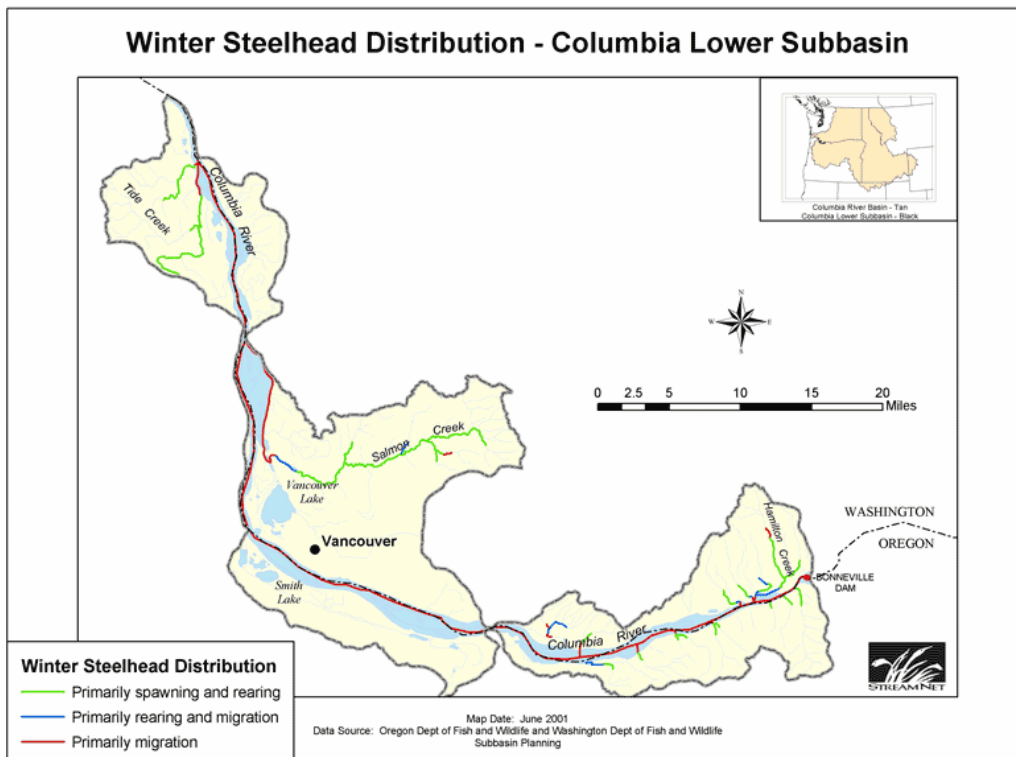 Winter Steelhead Distribution - Columbia Lower Subbasin
Columbia River Basin - Tan
Columbia Lower Subbasin - Black
Tide Creek
Columbia River
N
W
E
S
0 2.5 5 10 15 20
Miles
Salmon Creek
Vancouver
Lake
Vancouver
Smith
Lake
Hamilton Creek
WASHINGTON
OREGON
BONNEVILLE
DAM
Columbia River
STREAMNET
Winter Steelhead Distribution
Primarily spawning and rearing
Primarily rearing and migration
Primarily migration
Map Date: June 2001
Data Source: Oregon Dept of Fish and Wildlife and Washington Dept of Fish and Wildlife
Subbasin Planning